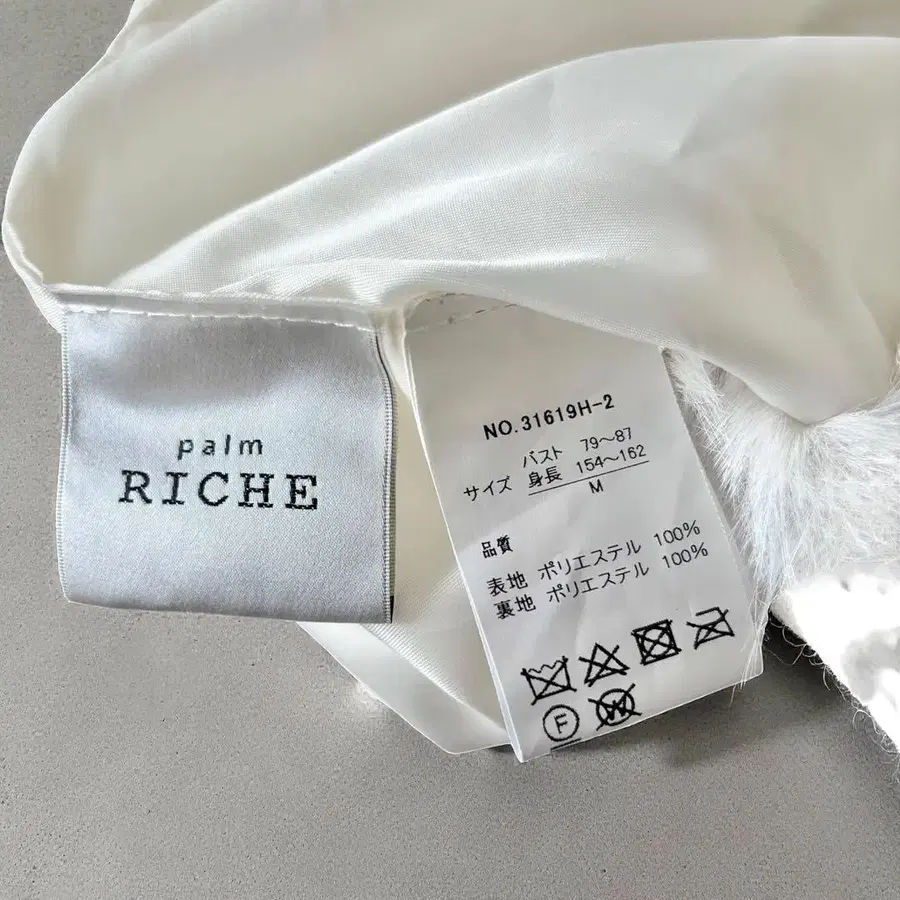 palm
RICHE
NO.31619H-2
サイズ バスト 79〜87
身長 154〜162
M
品質
表地 ポリエステル 100%
裏地 ポリエステル 100%
F W